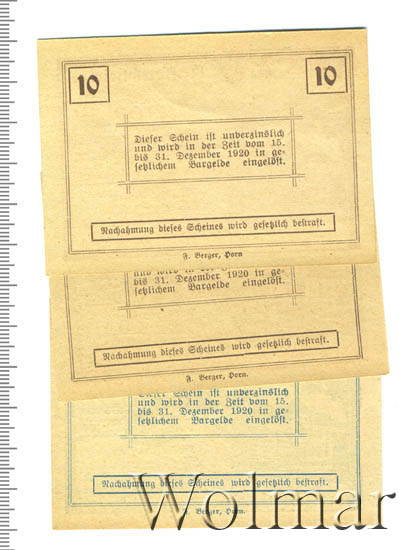 10
10
Dieser Schein ist unverzinslich
und wird in der Zeit vom 15.
bis 31. Dezember 1920 in ge-
setzlichem Bargelde eingelöst.
Nachahmung dieses Scheines wird gesetzlich bestraft.
F. Berger, Horn
und wird in der Zeit vom 15.
bis 31. Dezember 1920 in ge-
setzlichem Bargelde eingelöst.
Nachahmung dieses Scheines wird gesetzlich bestraft.
F. Berger, Horn.
Dieser Schein ist unverzinslich
und wird in der Zeit vom 15.
bis 31. Dezember 1920 in ge-
setzlichem Bargelde eingelöst.
Nachahmung dieses Scheines wird gesetzlich bestraft.
F. Berger, Horn.
Wolmar